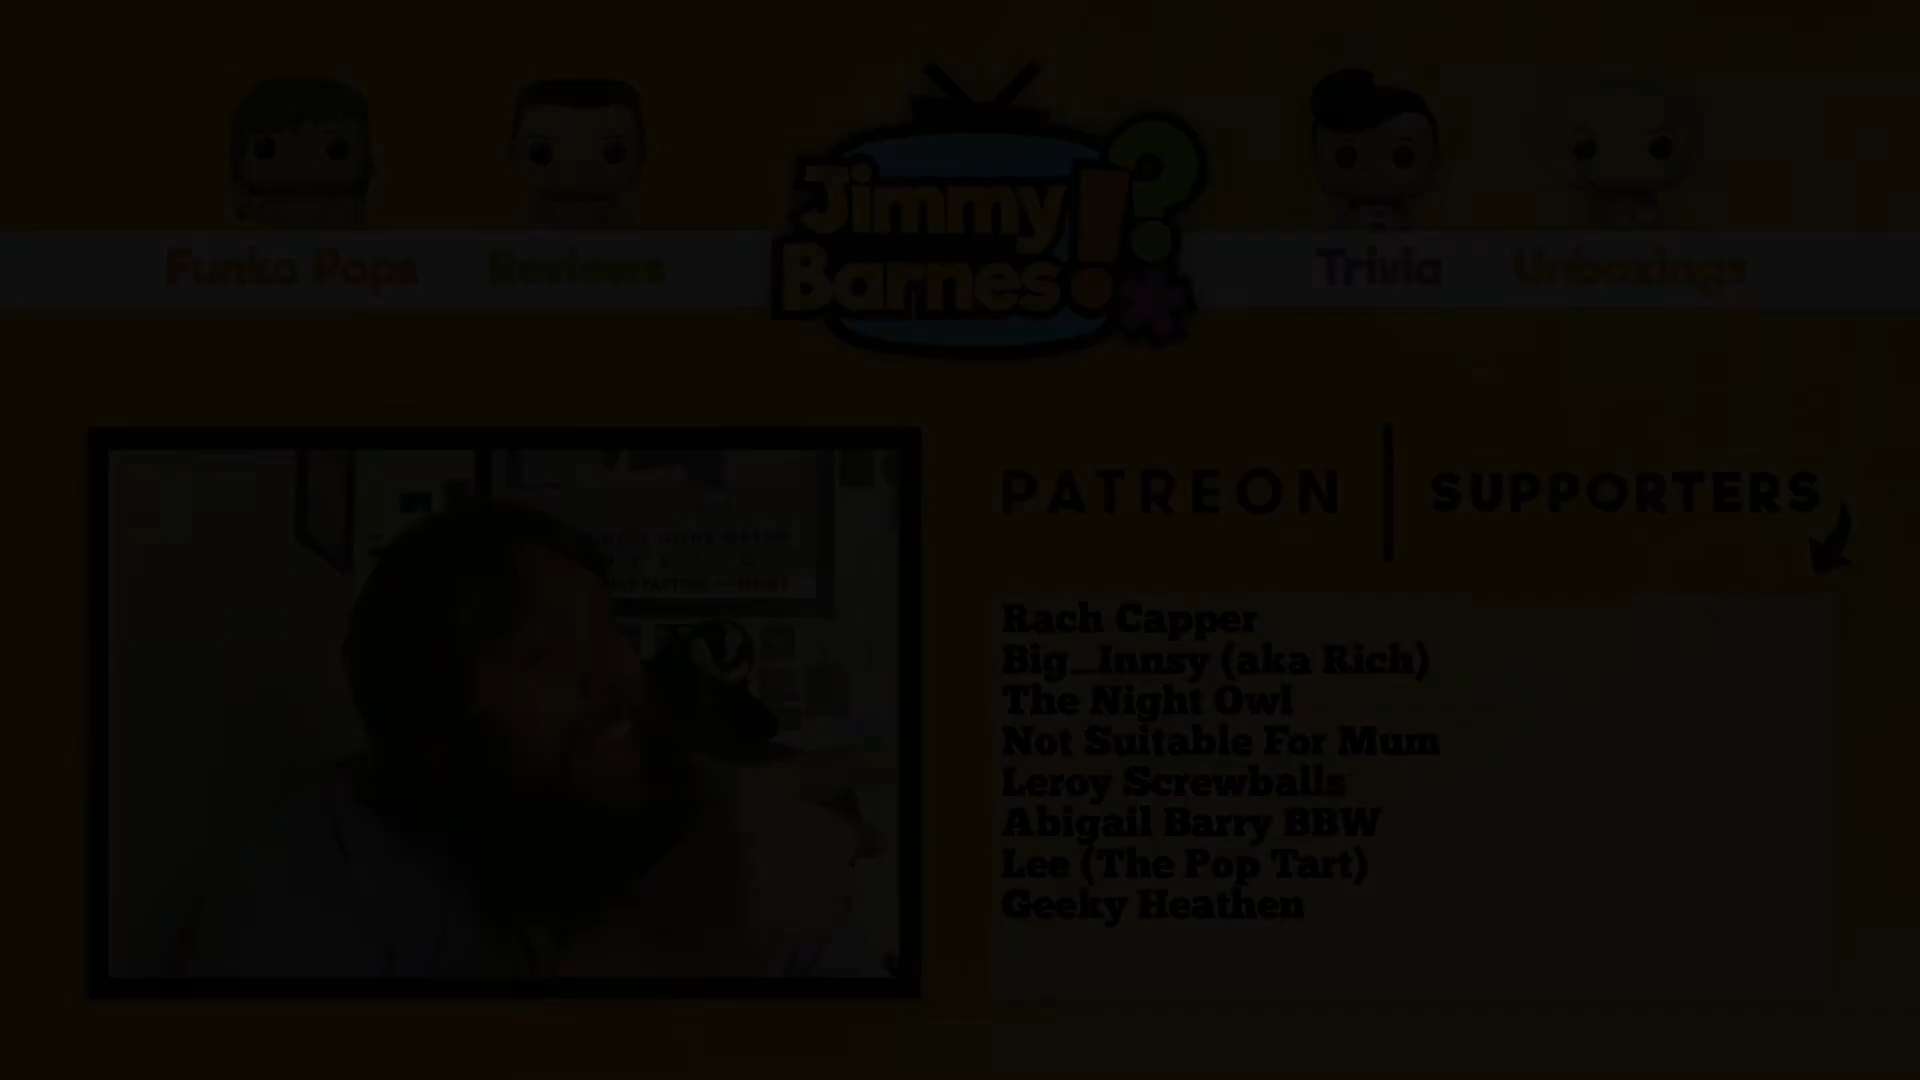 Jimmy
Barnes!?*
Funko Pops
Reviews
Trivia
Unboxings
PATREON | SUPPORTERS
Rach Capper
Big_Innsy (aka Rich)
The Night Owl
Not Suitable For Mum
Leroy Screwballs
Abigail Barry BBW
Lee (The Pop Tart)
Geeky Heathen